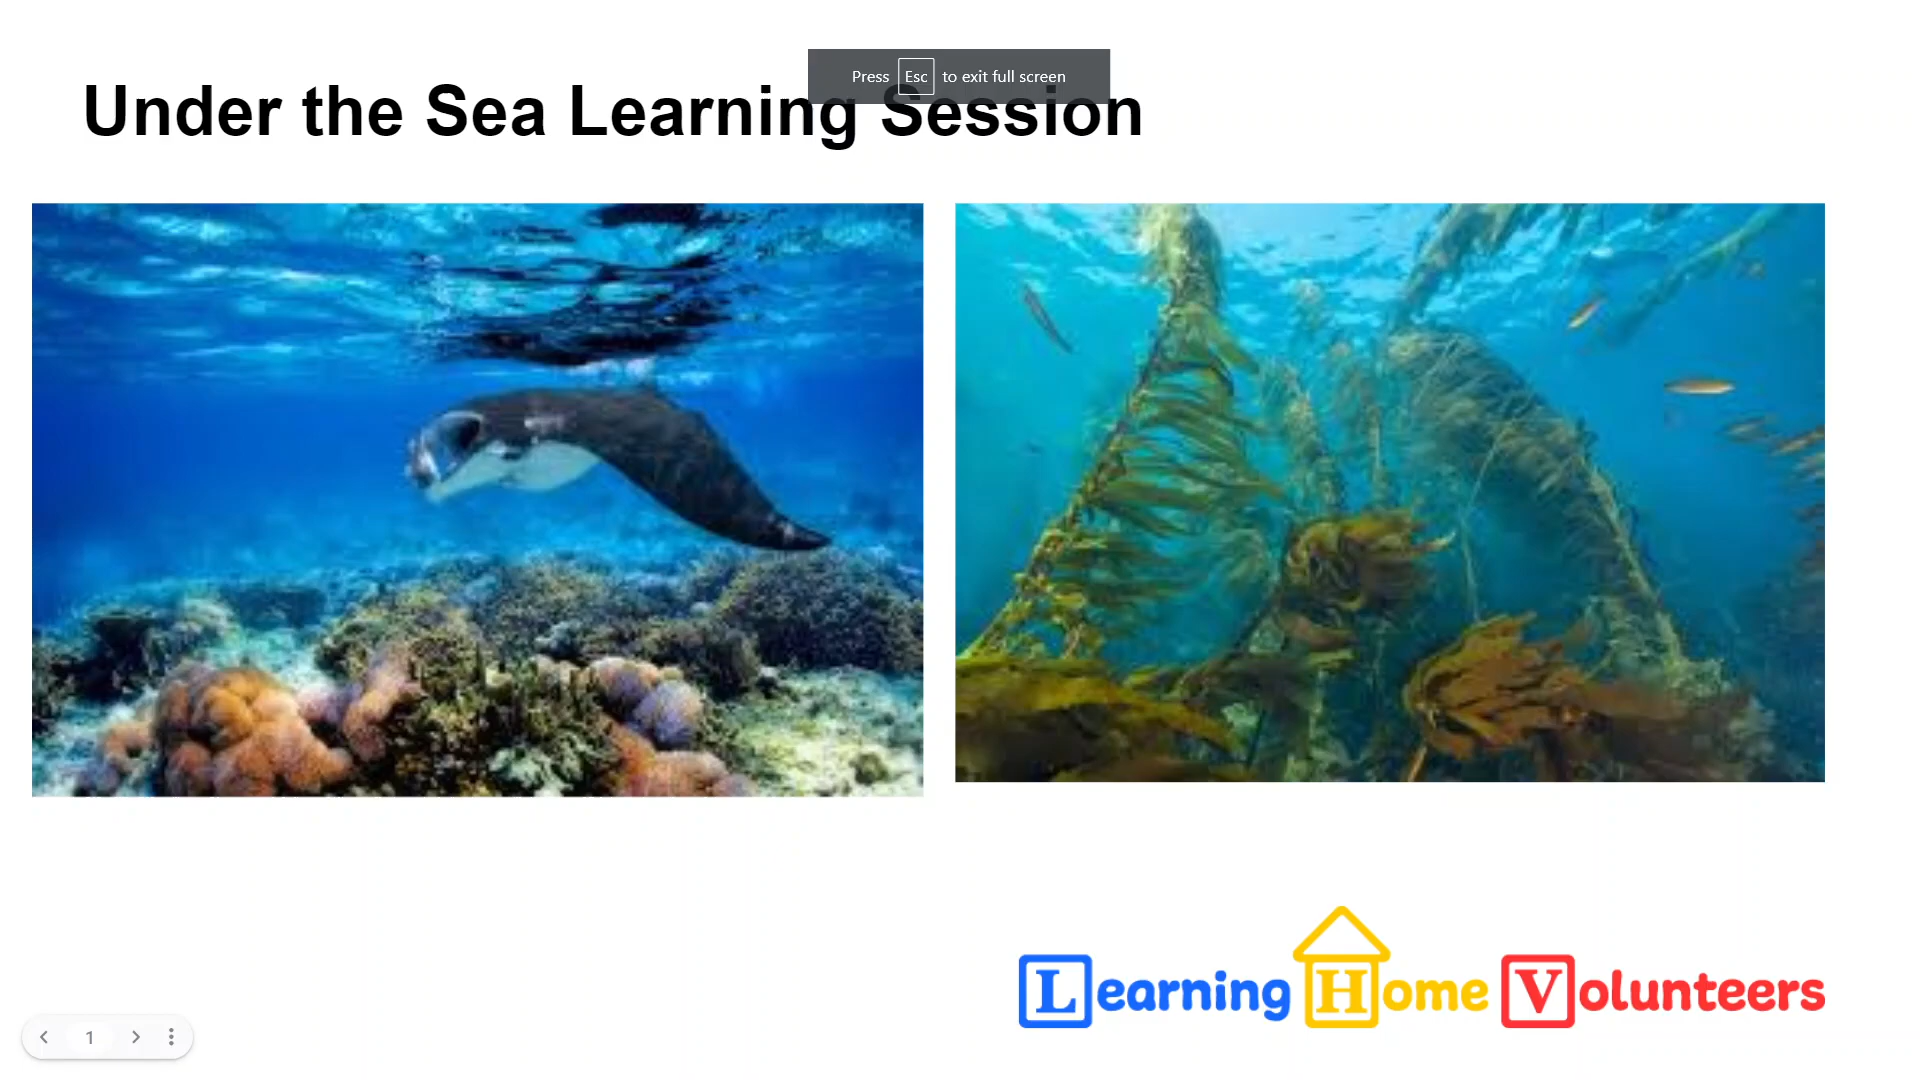 Press Esc to exit full screen
Under the Sea Learning Session
Learning Home Volunteers
1